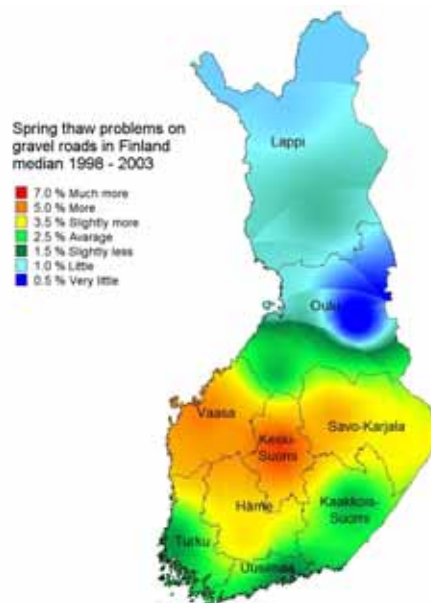 Lappi
Spring thaw problems on
gravel roads in Finland
median 1998 - 2003
7.0 % Much more
5.0 % More
3.5 % Slightly more
2.5 % Avarage
1.5 % Slightly less
1.0 % Little
0.5 % Very little
Oulu
Vaasa
Savo-Karjala
Keski-
Suomi
Häme
Kaakkois-
Suomi
Turku
Uusimaa